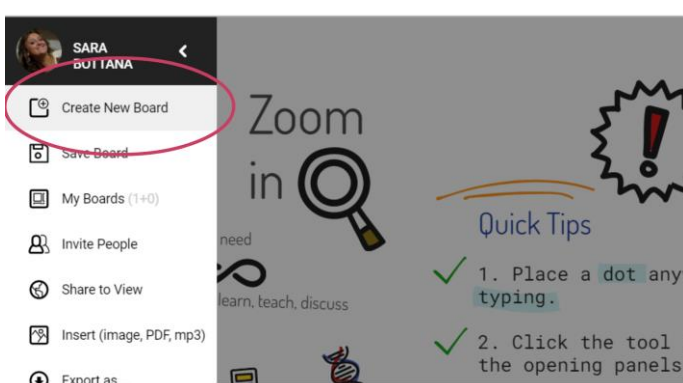 SARA
BOTTANA
Create New Board
Save Board
My Boards (1+0)
Invite People
Share to View
Insert (image, PDF, mp3)
Export as
Zoom
in
need
learn, teach, discuss
Quick Tips
1. Place a dot any
typing.
2. Click the tool
the opening panels